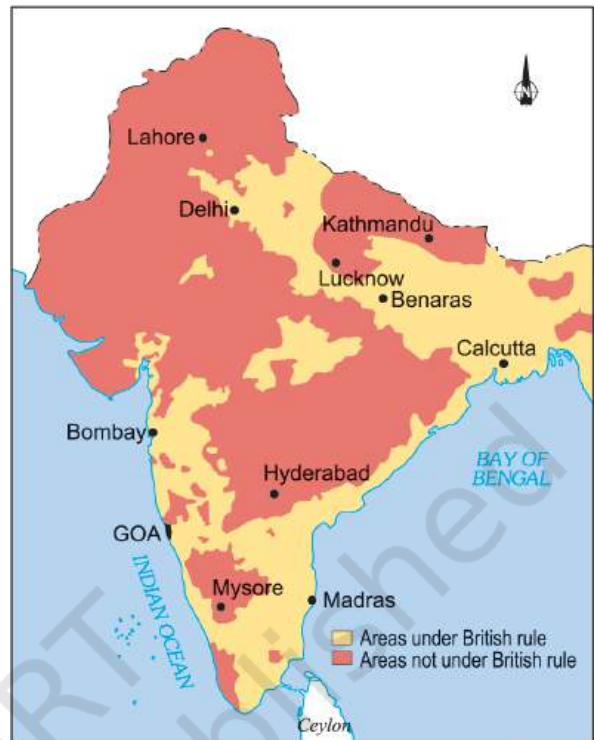 N
Lahore
Delhi
Kathmandu
Lucknow
Benaras
Calcutta
Bombay
BAY OF
BENGAL
Hyderabad
GOA
INDIAN OCEAN
Mysore
Madras
Areas under British rule
Areas not under British rule
Ceylon